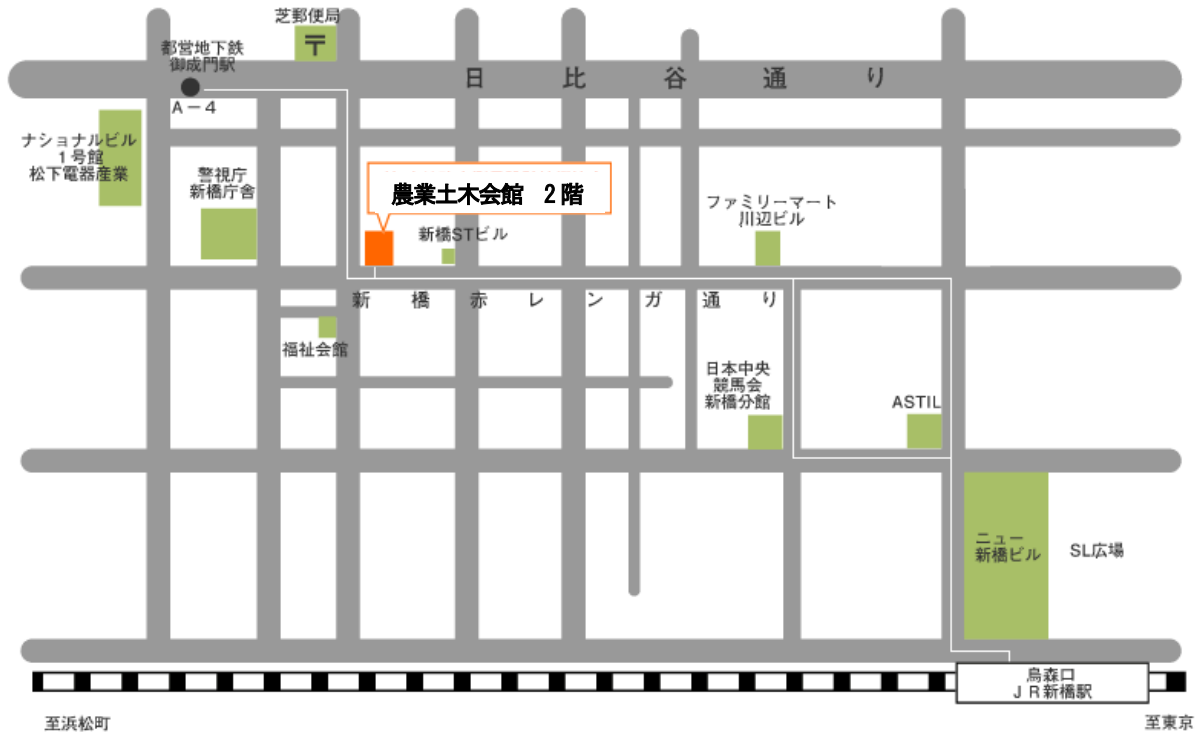 芝郵便局
〒
都営地下鉄
御成門駅
A－4
日比谷通り
ナショナルビル
1号館
松下電器産業
警視庁
新橋庁舎
農業土木会館　2階
新橋STビル
ファミリーマート
川辺ビル
新橋赤レンガ通り
福祉会館
日本中央
競馬会
新橋分館
ASTIL
ニュー
新橋ビル
SL広場
烏森口
ＪＲ新橋駅
至浜松町
至東京